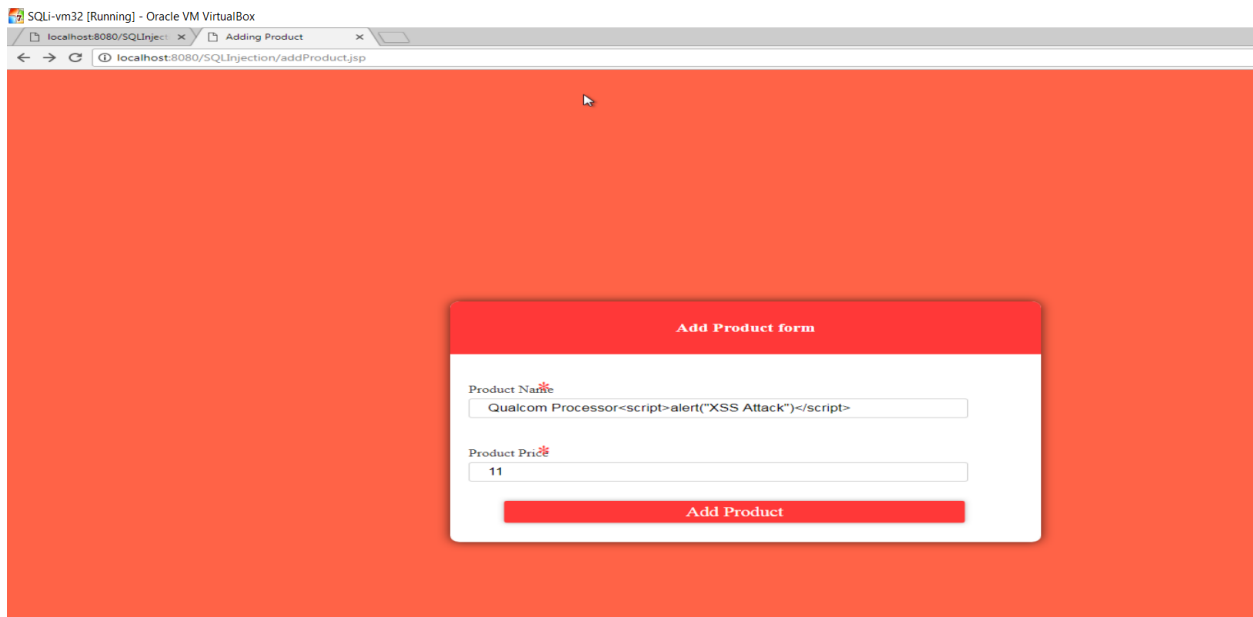 SQLi-vm32 [Running] - Oracle VM VirtualBox
localhost:8080/SQLInject Adding Product
localhost:8080/SQLInjection/addProduct.jsp
Add Product form
Product Name*
Qualcom Processor<script>alert("XSS Attack")</script>
Product Price*
11
Add Product